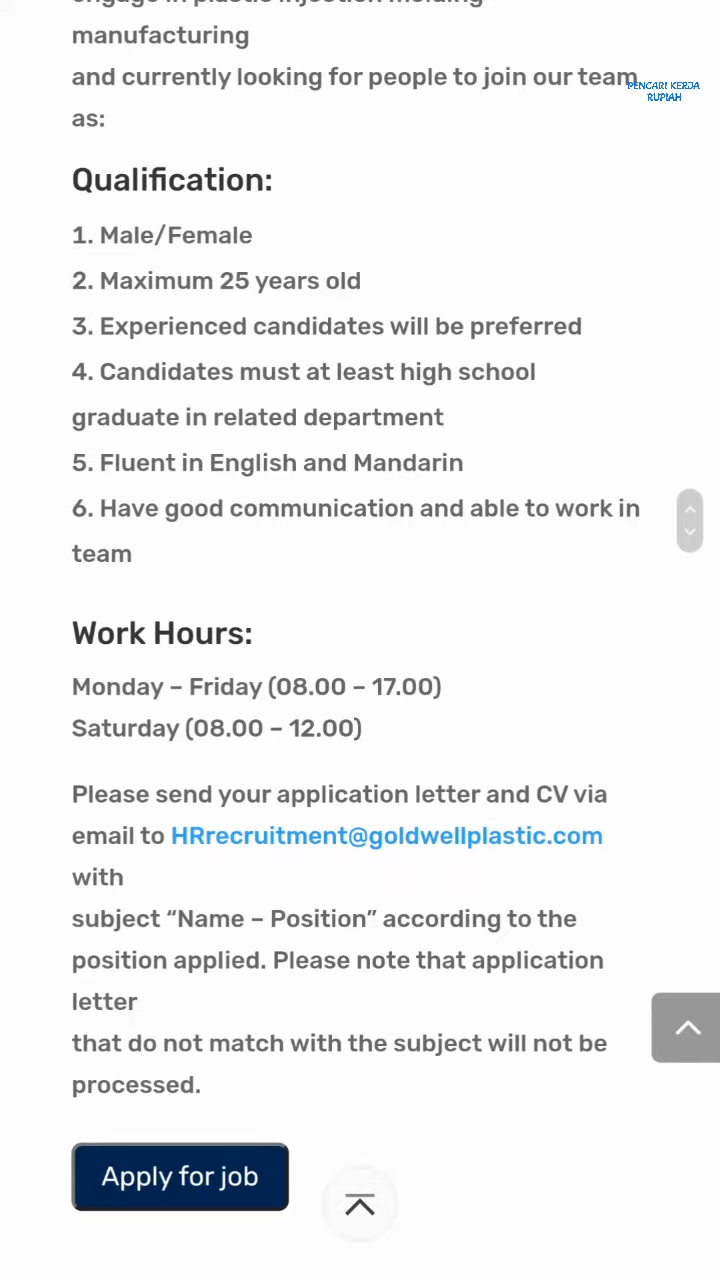 manufacturing
and currently looking for people to join our team
PENCARI KERJA
RUPIAH
as:
Qualification:
1. Male/Female
2. Maximum 25 years old
3. Experienced candidates will be preferred
4. Candidates must at least high school
graduate in related department
5. Fluent in English and Mandarin
6. Have good communication and able to work in
team
Work Hours:
Monday – Friday (08.00 – 17.00)
Saturday (08.00 – 12.00)
Please send your application letter and CV via
email to HRrecruitment@goldwellplastic.com
with
subject “Name – Position” according to the
position applied. Please note that application
letter
that do not match with the subject will not be
processed.
Apply for job